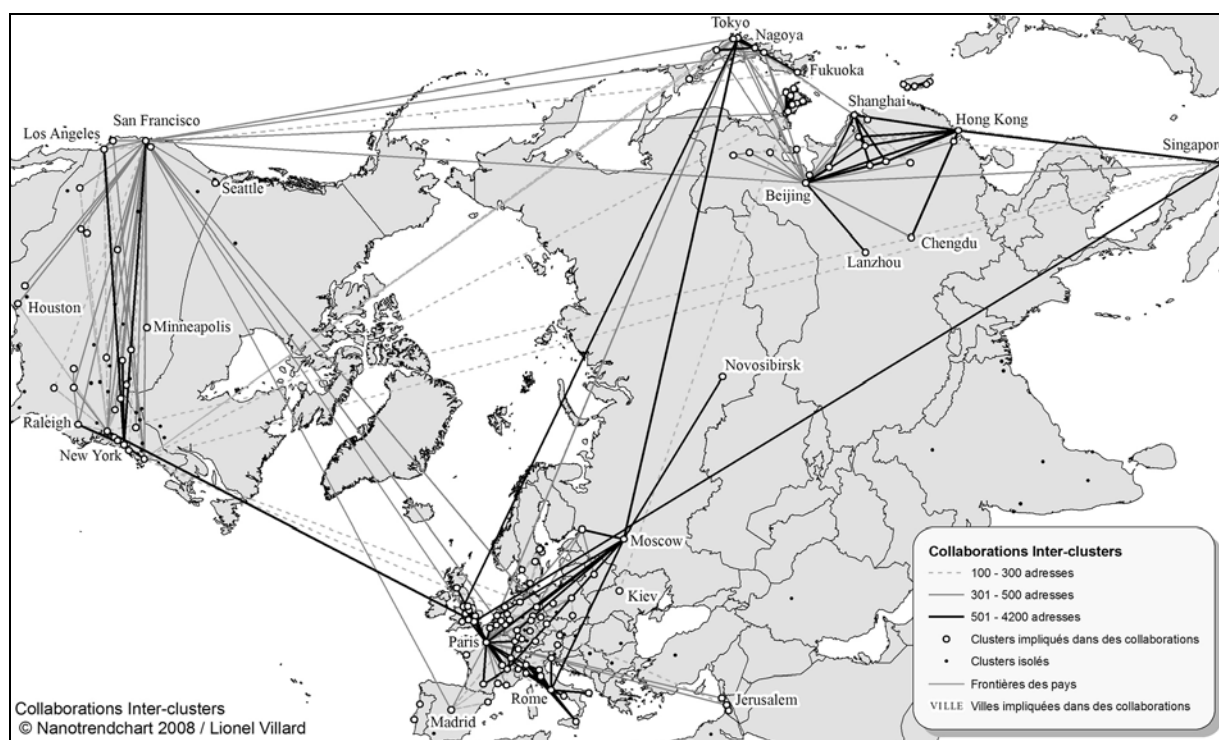 Tokyo
Nagoya
Fukuoka
Shanghai
Hong Kong
San Francisco
Los Angeles
Singapore
Seattle
Beijing
Chengdu
Lanzhou
Houston
Minneapolis
Novosibirsk
Raleigh
New York
Moscow
Kiev
Paris
Rome
Jerusalem
Madrid
Collaborations Inter-clusters
100 - 300 adresses
301 - 500 adresses
501 - 4200 adresses
Clusters impliqués dans des collaborations
Clusters isolés
Frontières des pays
VILLE Villes impliquées dans des collaborations
Collaborations Inter-clusters
© Nanotrendchart 2008 / Lionel Villard